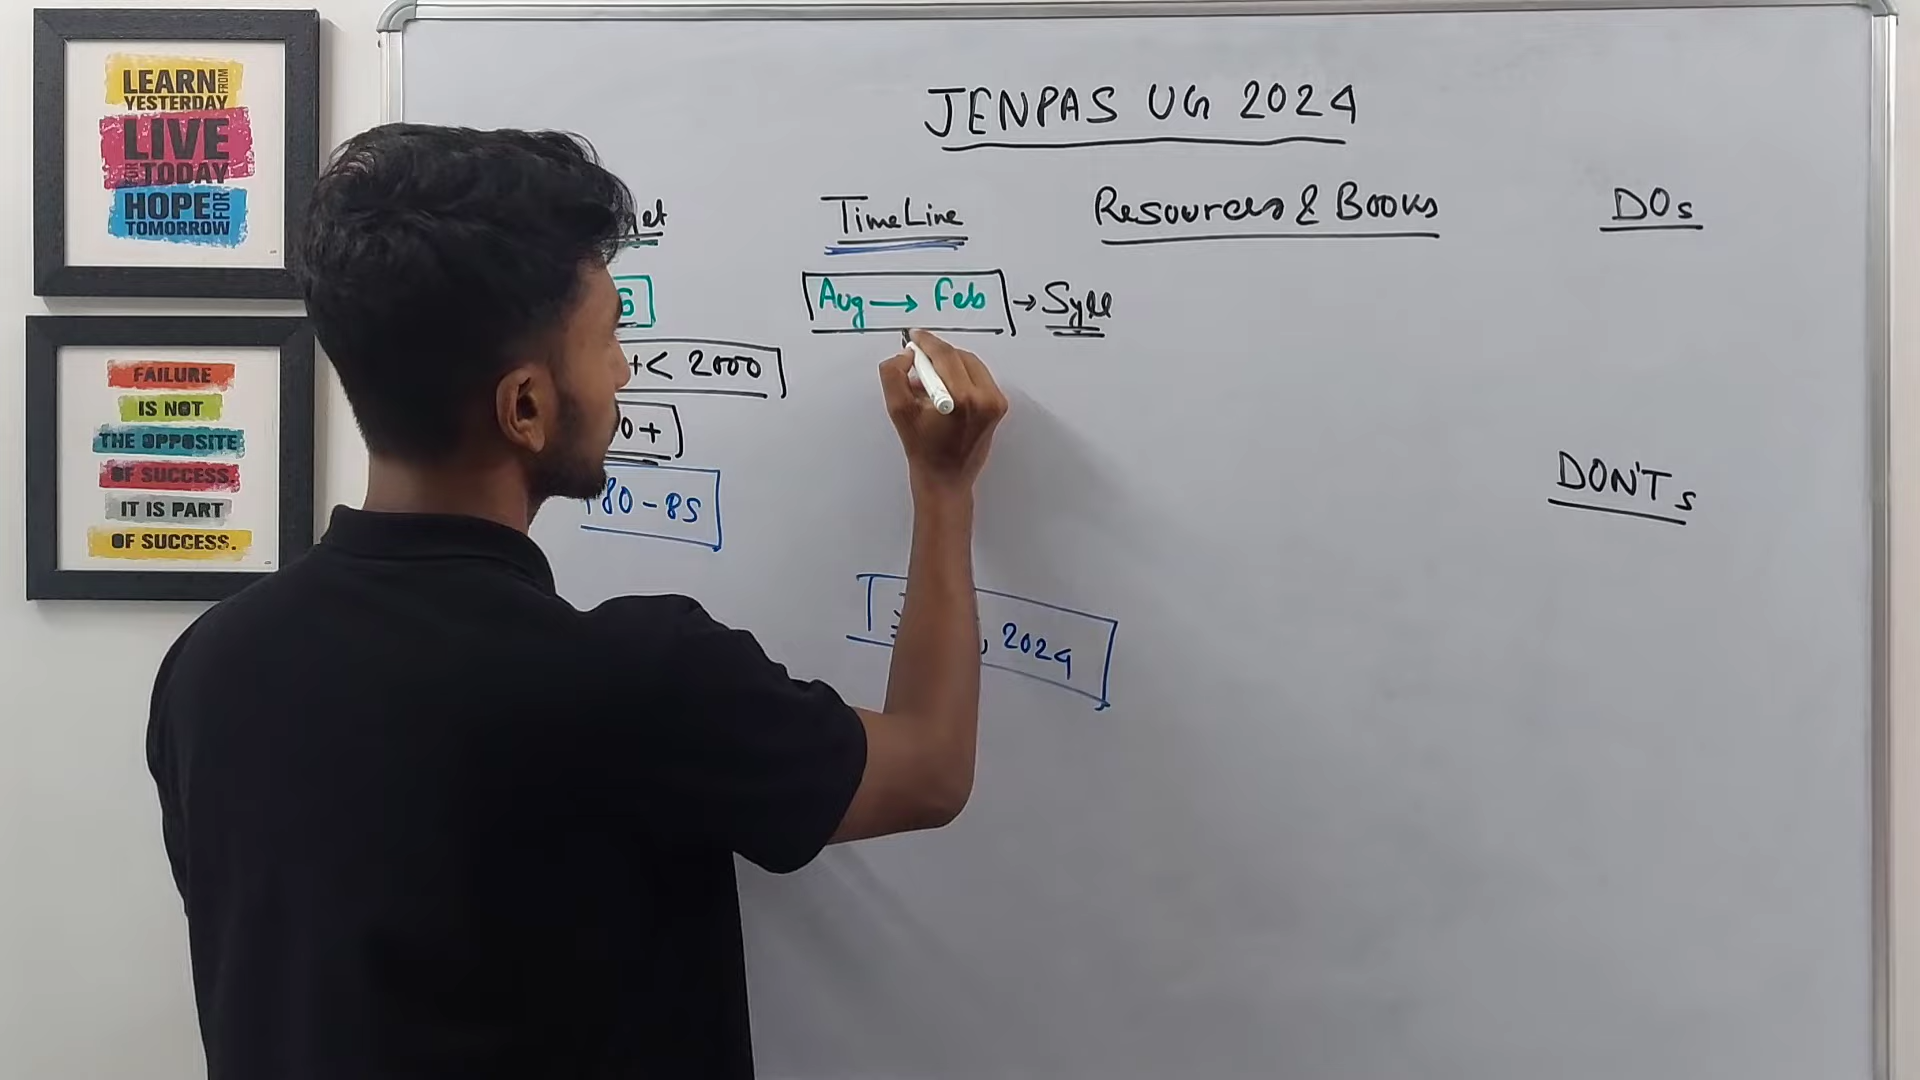 LEARN FROM
YESTERDAY
LIVE
FOR TODAY
HOPE FOR
TOMORROW
FAILURE
IS NOT
THE OPPOSITE
OF SUCCESS.
IT IS PART
OF SUCCESS.
JENPAS UG 2024
TimeLine
Aug → Feb → Syll
+< 2000
0+
80-85
, 2024
Resources & Books
DOs
DON'Ts